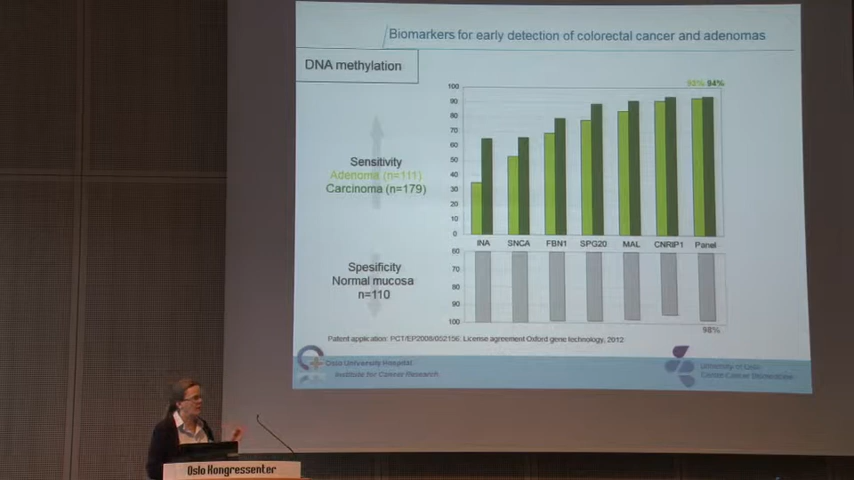 Biomarkers for early detection of colorectal cancer and adenomas
DNA methylation
93% 94%
100
90
80
70
60
50
40
30
20
10
0
Sensitivity
Adenoma (n=111)
Carcinoma (n=179)
INA SNCA FBN1 SPG20 MAL CNRIP1 Panel
60
70
80
90
100
Spesificity
Normal mucosa
n=110
98%
Patent application: PCT/EP2008/052156, License agreement Oxford gene technology, 2012
Oslo University Hospital
Institute for Cancer Research
University of Oslo
Centre Cancer Biomedicine
Oslo Kongressenter